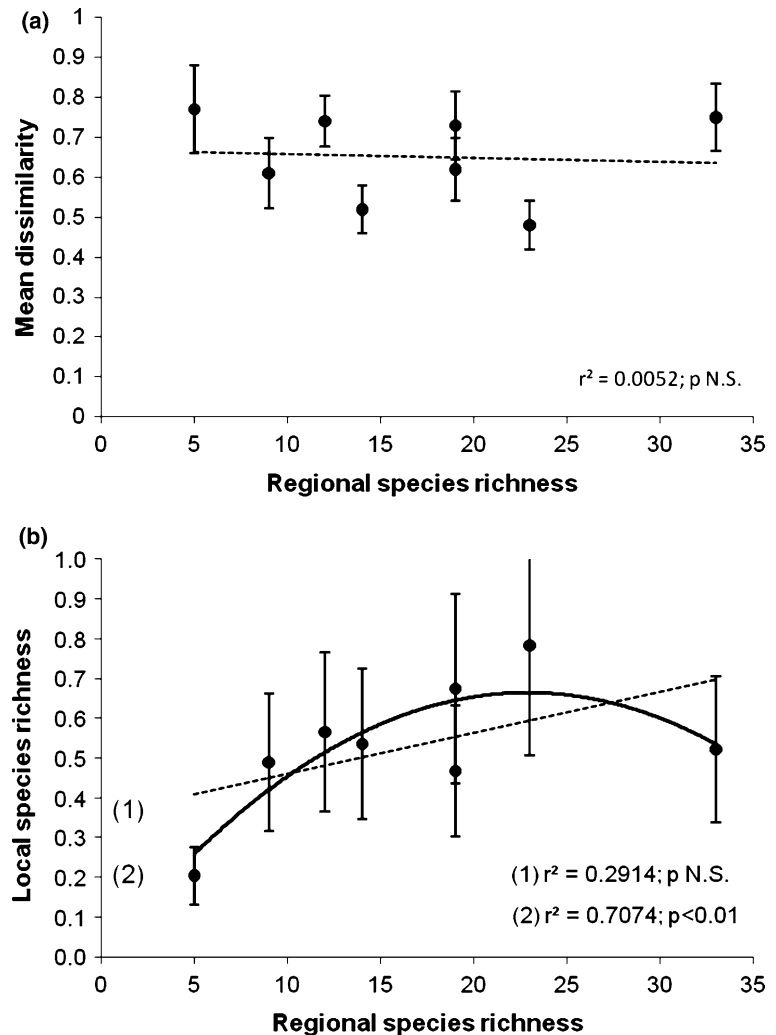 (a)
1
0.9
0.8
0.7
0.6
0.5
0.4
0.3
0.2
0.1
0
Mean dissimilarity
r² = 0.0052; p N.S.
0 5 10 15 20 25 30 35
Regional species richness
(b)
1.0
0.9
0.8
0.7
0.6
0.5
0.4
0.3
0.2
0.1
0.0
Local species richness
(1)
(2)
(1) r² = 0.2914; p N.S.
(2) r² = 0.7074; p<0.01
0 5 10 15 20 25 30 35
Regional species richness